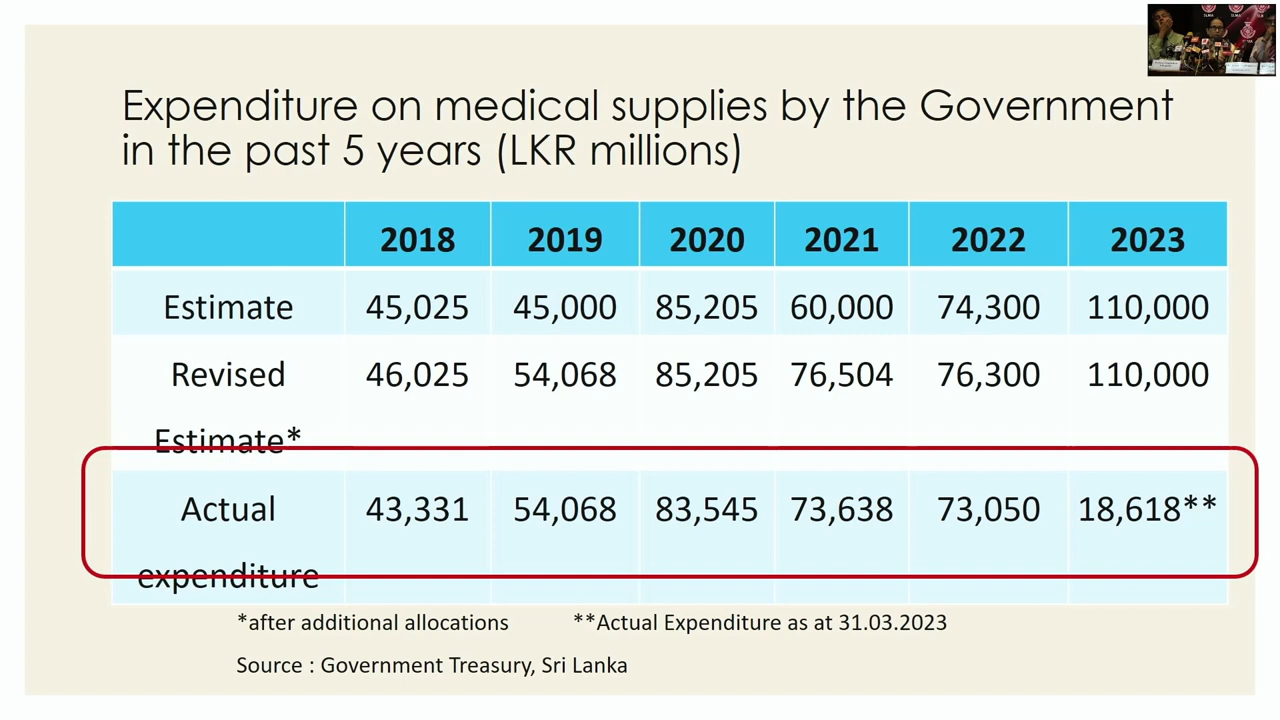 Expenditure on medical supplies by the Government
in the past 5 years (LKR millions)
2018 2019 2020 2021 2022 2023
Estimate 45,025 45,000 85,205 60,000 74,300 110,000
Revised 46,025 54,068 85,205 76,504 76,300 110,000
Estimate*
Actual 43,331 54,068 83,545 73,638 73,050 18,618**
expenditure
*after additional allocations **Actual Expenditure as at 31.03.2023
Source : Government Treasury, Sri Lanka